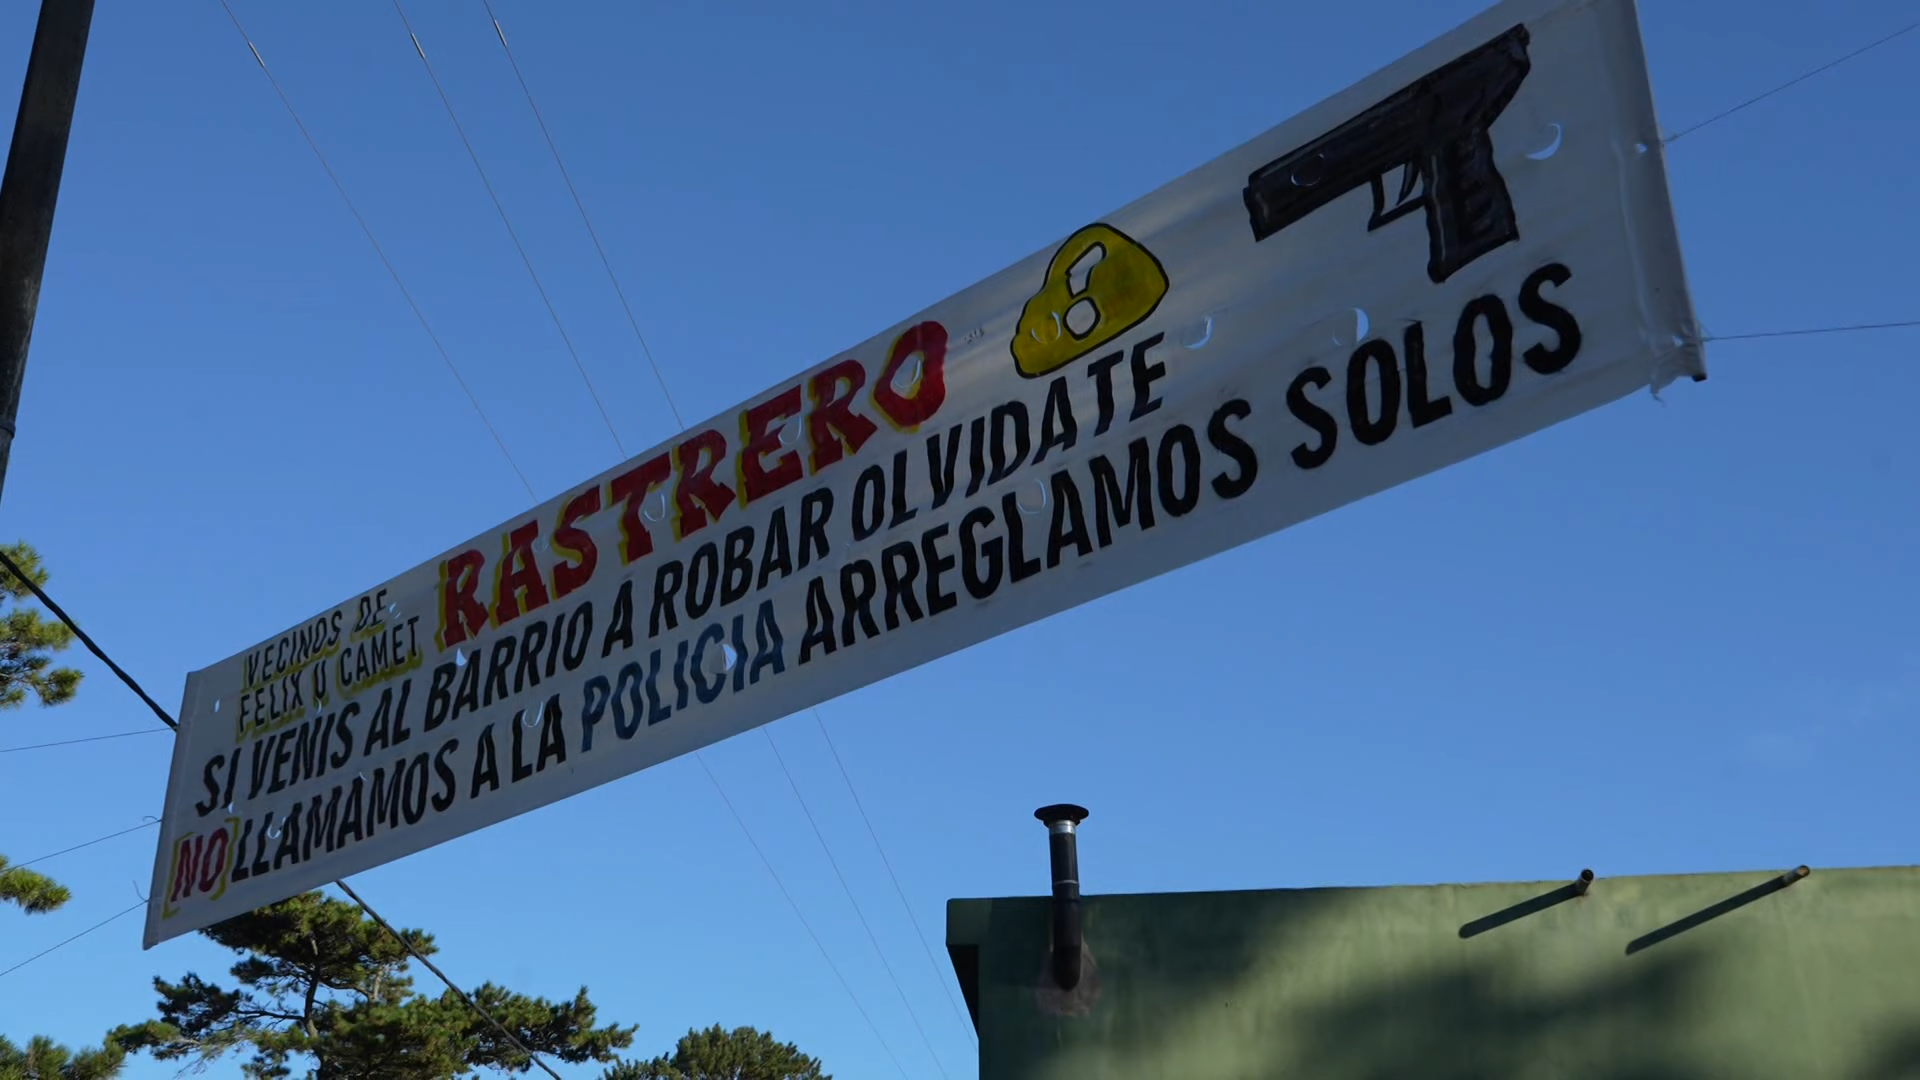 VECINOS DE
FELIX U CAMET
RASTRERO
!
SI VENIS AL BARRIO A ROBAR OLVIDATE
NO LLAMAMOS A LA POLICIA ARREGLAMOS SOLOS